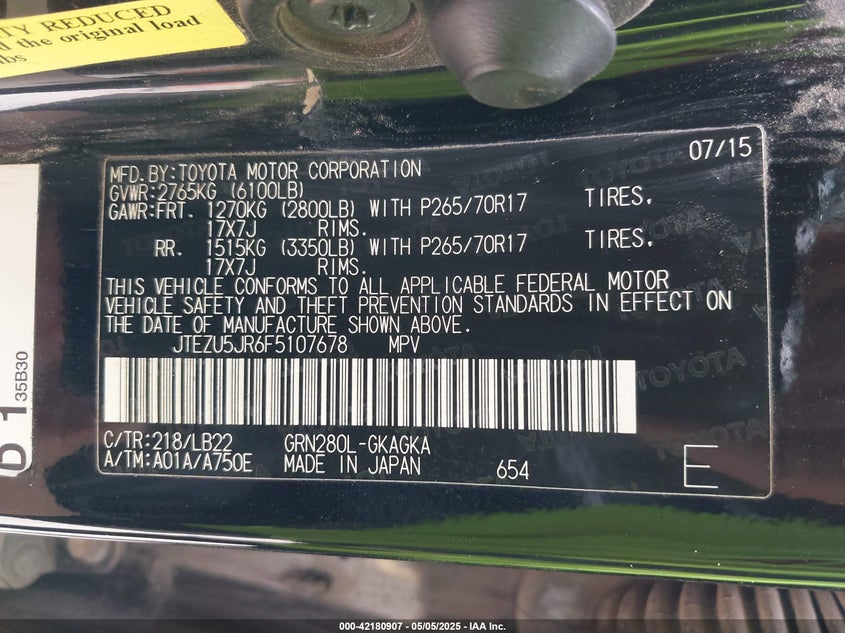 TY REDUCED
the original load
lbs
07/15
MFD.BY:TOYOTA MOTOR CORPORATION
GVWR:2765KG (6100LB)
GAWR:FRT. 1270KG (2800LB) WITH P265/70R17 TIRES,
17X7J RIMS.
RR. 1515KG (3350LB) WITH P265/70R17 TIRES,
17X7J RIMS.
THIS VEHICLE CONFORMS TO ALL APPLICABLE FEDERAL MOTOR
VEHICLE SAFETY AND THEFT PREVENTION STANDARDS IN EFFECT ON
THE DATE OF MANUFACTURE SHOWN ABOVE.
JTEZU5JR6F5107678 MPV
C/TR:218/LB22 GRN280L-GKAGKA
A/TM:A01A/A750E MADE IN JAPAN 654 E
35B30
000-42180907 - 05/05/2025 - IAA Inc.